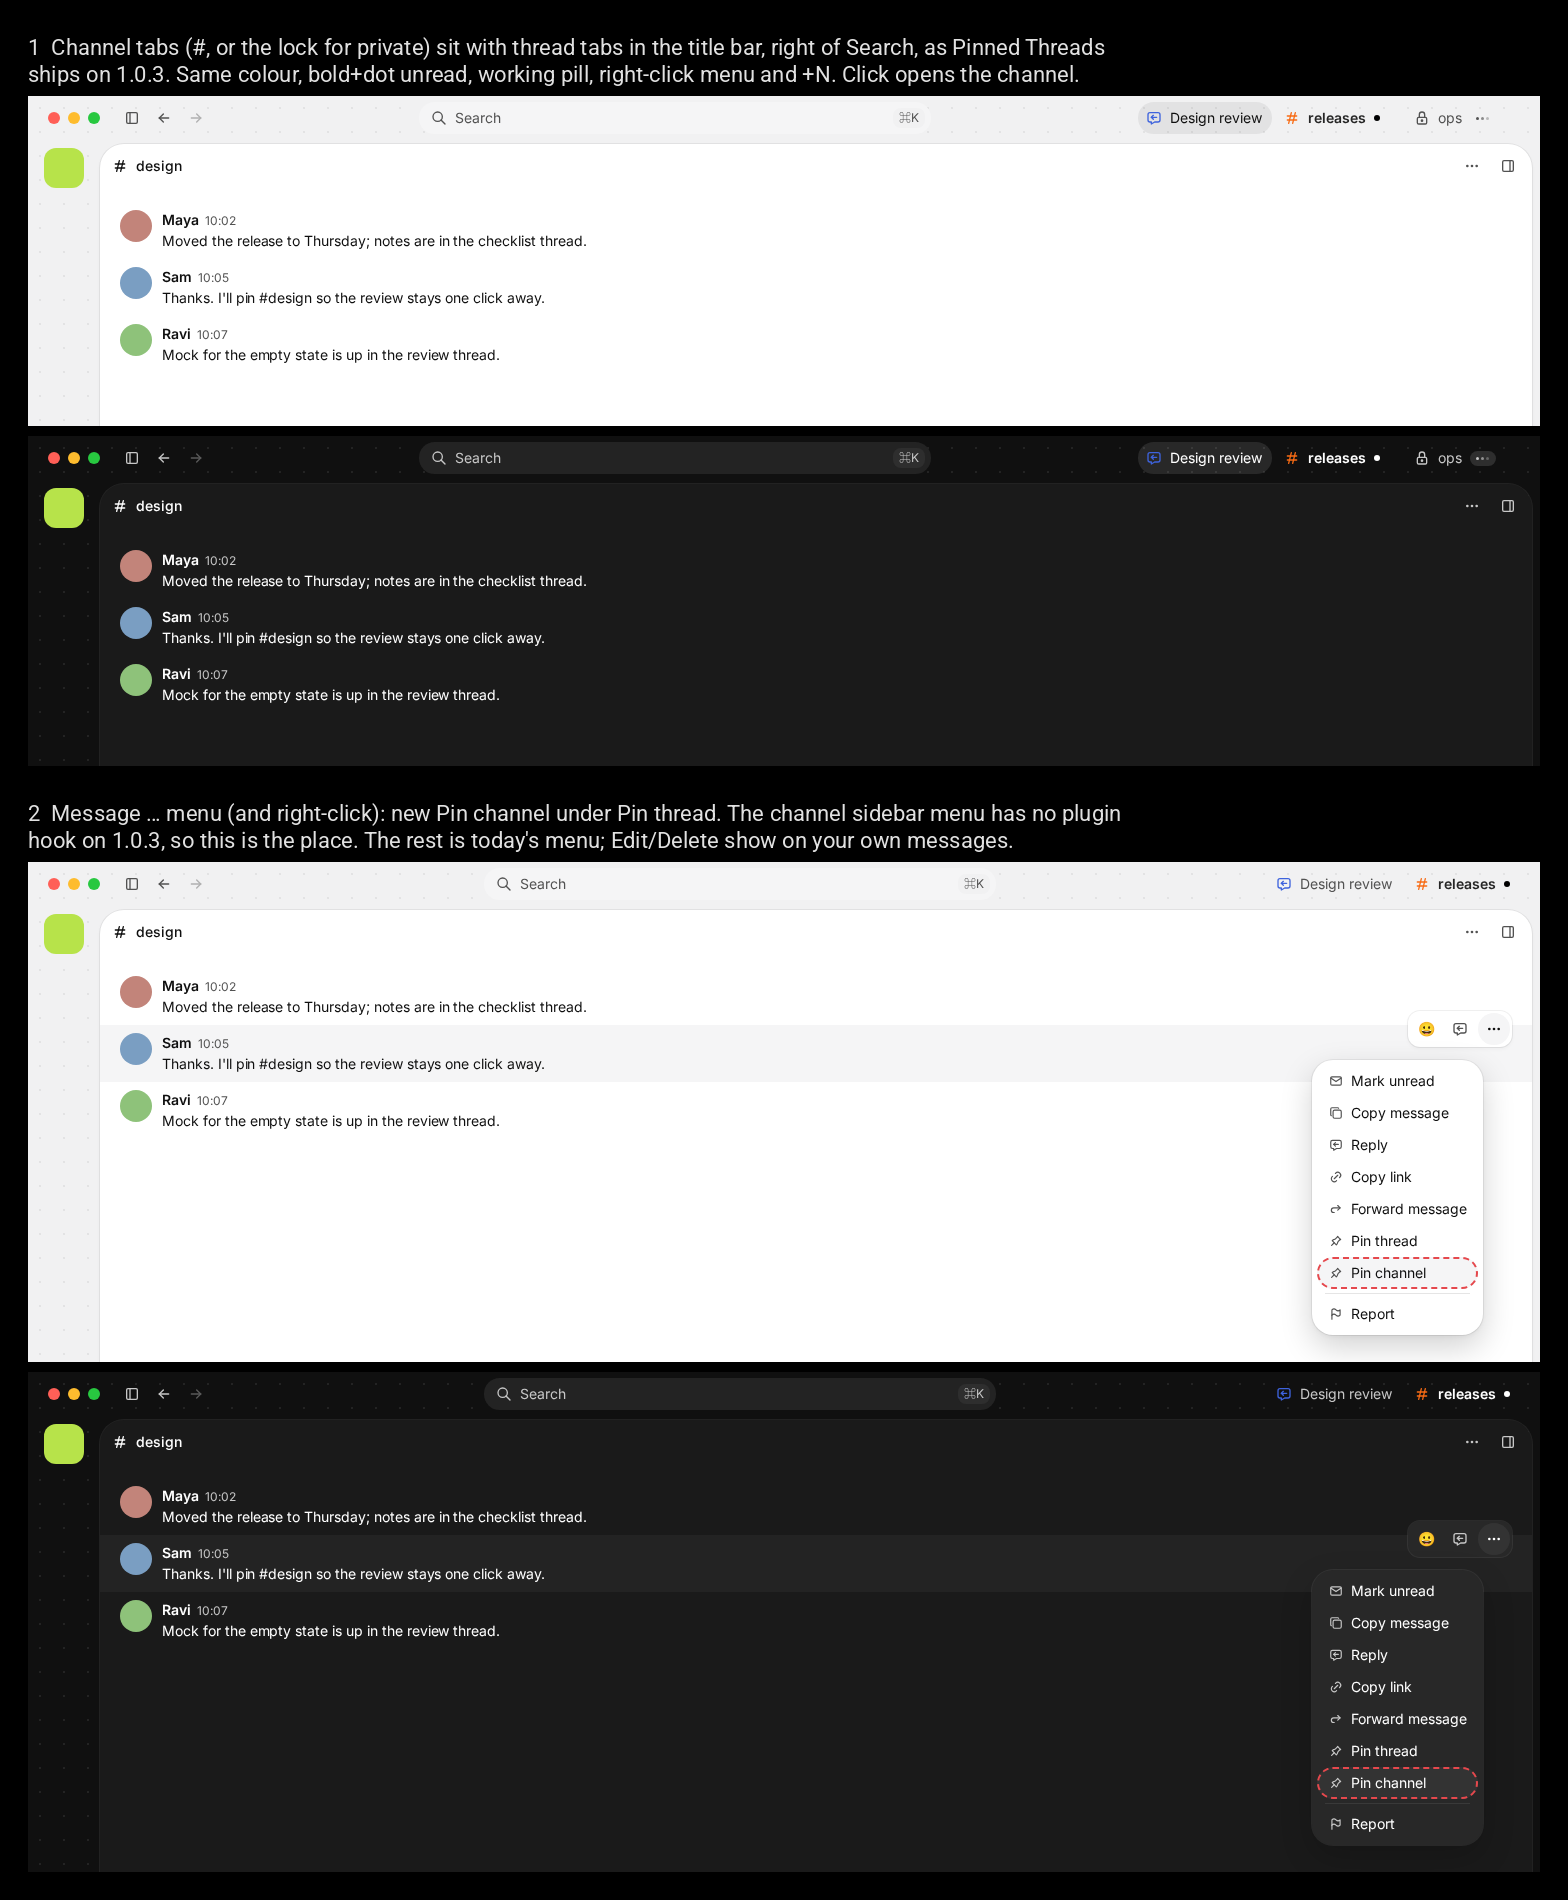 1 Channel tabs (#, or the lock for private) sit with thread tabs in the title bar, right of Search, as Pinned Threads
ships on 1.0.3. Same colour, bold+dot unread, working pill, right-click menu and +N. Click opens the channel.
Search ⌘K Design review # releases ops
# design
Maya 10:02
Moved the release to Thursday; notes are in the checklist thread.
Sam 10:05
Thanks. I'll pin #design so the review stays one click away.
Ravi 10:07
Mock for the empty state is up in the review thread.
Search ⌘K Design review # releases ops
# design
Maya 10:02
Moved the release to Thursday; notes are in the checklist thread.
Sam 10:05
Thanks. I'll pin #design so the review stays one click away.
Ravi 10:07
Mock for the empty state is up in the review thread.
2 Message ... menu (and right-click): new Pin channel under Pin thread. The channel sidebar menu has no plugin
hook on 1.0.3, so this is the place. The rest is today's menu; Edit/Delete show on your own messages.
Search ⌘K Design review # releases
# design
Maya 10:02
Moved the release to Thursday; notes are in the checklist thread.
Sam 10:05
Thanks. I'll pin #design so the review stays one click away.
Ravi 10:07
Mock for the empty state is up in the review thread.
Mark unread
Copy message
Reply
Copy link
Forward message
Pin thread
Pin channel
Report
Search ⌘K Design review # releases
# design
Maya 10:02
Moved the release to Thursday; notes are in the checklist thread.
Sam 10:05
Thanks. I'll pin #design so the review stays one click away.
Ravi 10:07
Mock for the empty state is up in the review thread.
Mark unread
Copy message
Reply
Copy link
Forward message
Pin thread
Pin channel
Report